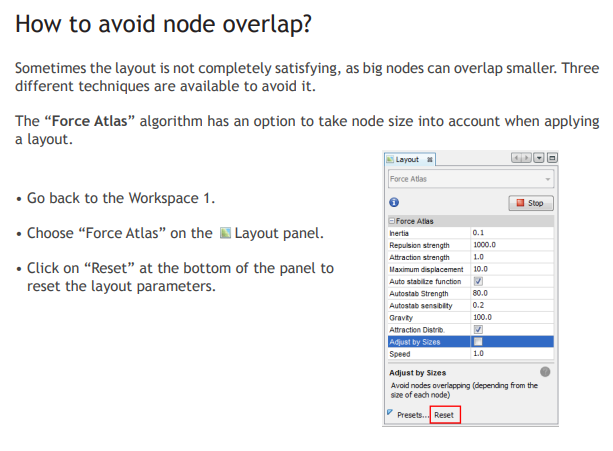 How to avoid node overlap?
Sometimes the layout is not completely satisfying, as big nodes can overlap smaller. Three
different techniques are available to avoid it.
The “Force Atlas” algorithm has an option to take node size into account when applying
a layout.
• Go back to the Workspace 1.
• Choose “Force Atlas” on the Layout panel.
• Click on “Reset” at the bottom of the panel to
reset the layout parameters.
Layout
Force Atlas
Stop
Force Atlas
Inertia 0.1
Repulsion strength 1000.0
Attraction strength 1.0
Maximum displacement 10.0
Auto stabilize function
Autostab Strength 80.0
Autostab sensibility 0.2
Gravity 100.0
Attraction Distrib.
Adjust by Sizes
Speed 1.0
Adjust by Sizes
Avoid nodes overlapping (depending from the
size of each node)
Presets... Reset